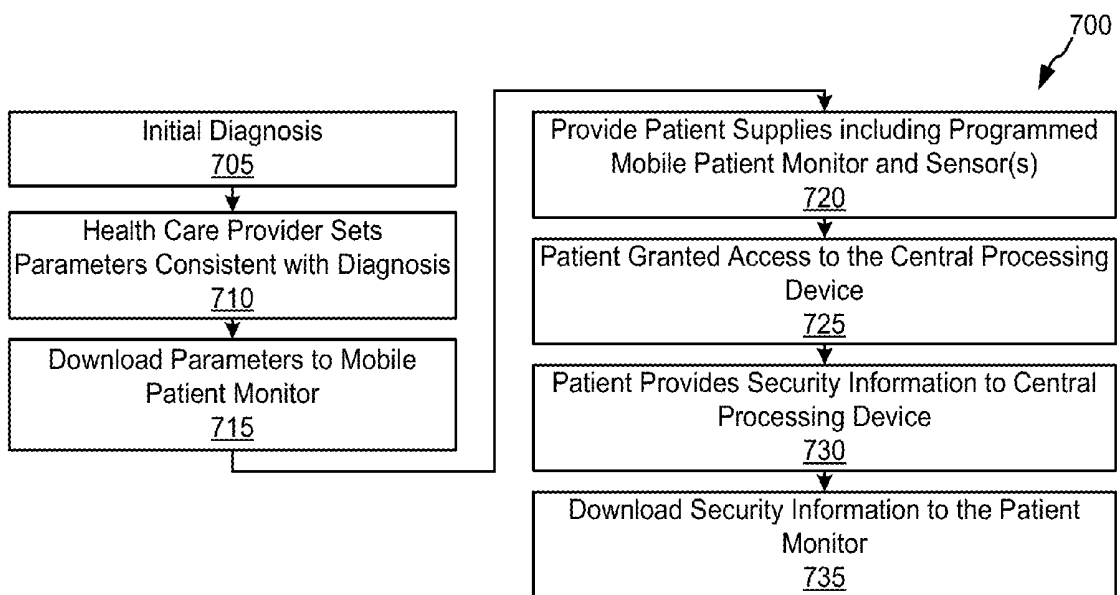 700
Initial Diagnosis
705
Health Care Provider Sets
Parameters Consistent with Diagnosis
710
Download Parameters to Mobile
Patient Monitor
715
Provide Patient Supplies including Programmed
Mobile Patient Monitor and Sensor(s)
720
Patient Granted Access to the Central Processing
Device
725
Patient Provides Security Information to Central
Processing Device
730
Download Security Information to the Patient
Monitor
735